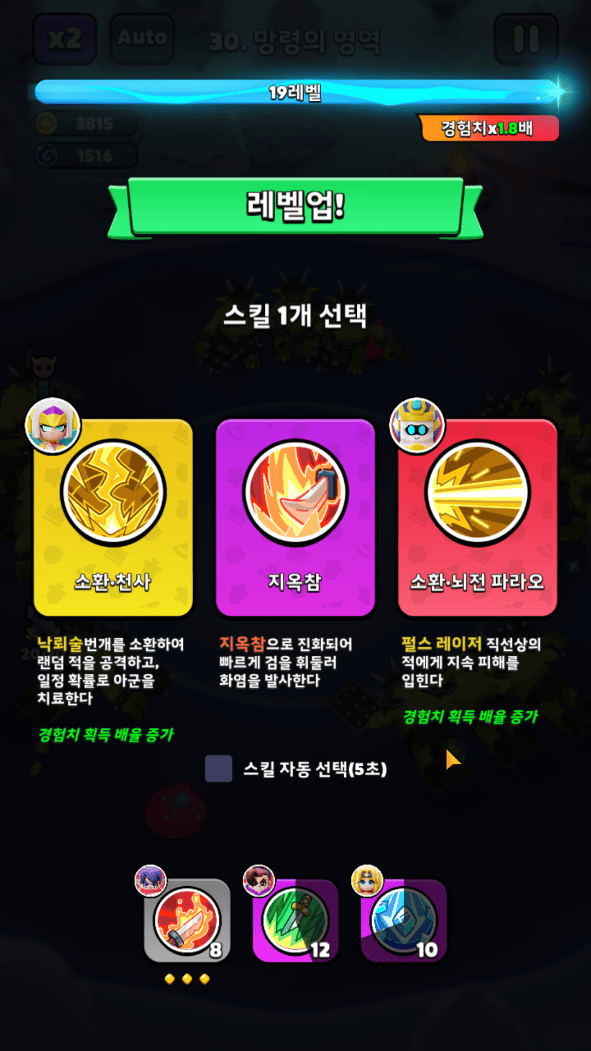 x2
Auto
30. 망령의 영역
19레벨
3815
경험치x1.8배
1516
레벨업!
스킬 1개 선택
소환·천사
지옥참
소환·뇌전 파라오
낙뢰술번개를 소환하여
랜덤 적을 공격하고,
일정 확률로 아군을
치료한다
경험치 획득 배율 증가
지옥참으로 진화되어
빠르게 검을 휘둘러
화염을 발사한다
펄스 레이저 직선상의
적에게 지속 피해를
입힌다
경험치 획득 배율 증가
스킬 자동 선택(5초)
8
12
10